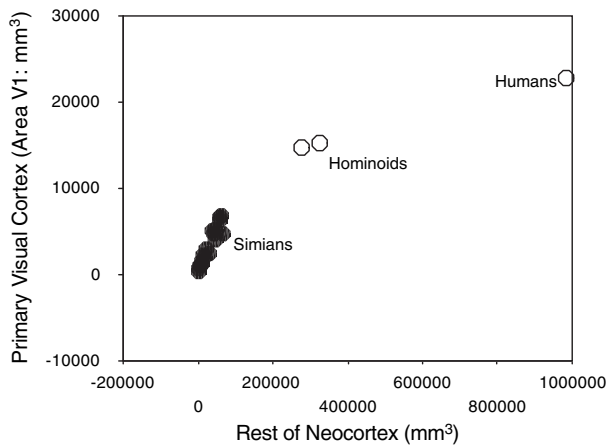 Primary Visual Cortex (Area V1: mm³)
30000
20000
10000
0
-10000
Humans
Hominoids
Simians
-200000 200000 600000 1000000
0 400000 800000
Rest of Neocortex (mm³)